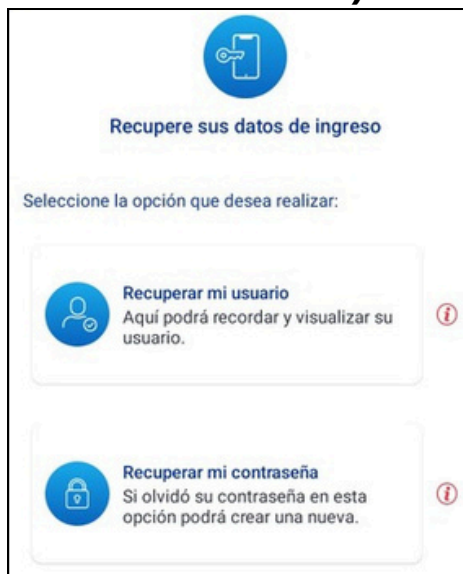 Recupere sus datos de ingreso
Seleccione la opción que desea realizar:
Recuperar mi usuario
Aquí podrá recordar y visualizar su
usuario.
i
Recuperar mi contraseña
Si olvidó su contraseña en esta
opción podrá crear una nueva.
i